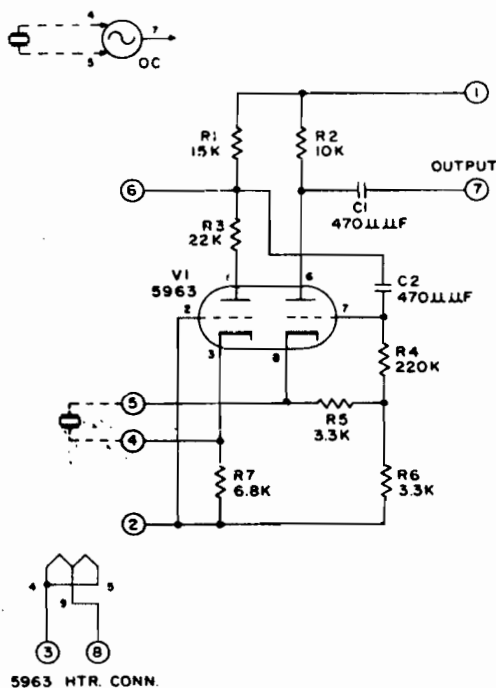 4
7
5
OC
1
R1
15K
R2
10K
OUTPUT
6
7
C1
470µµF
R3
22K
V1
5963
1
6
C2
470µµF
2
7
3
8
R4
220K
5
R5
3.3K
4
R7
6.8K
R6
3.3K
2
4
5
9
3
8
5963 HTR. CONN.